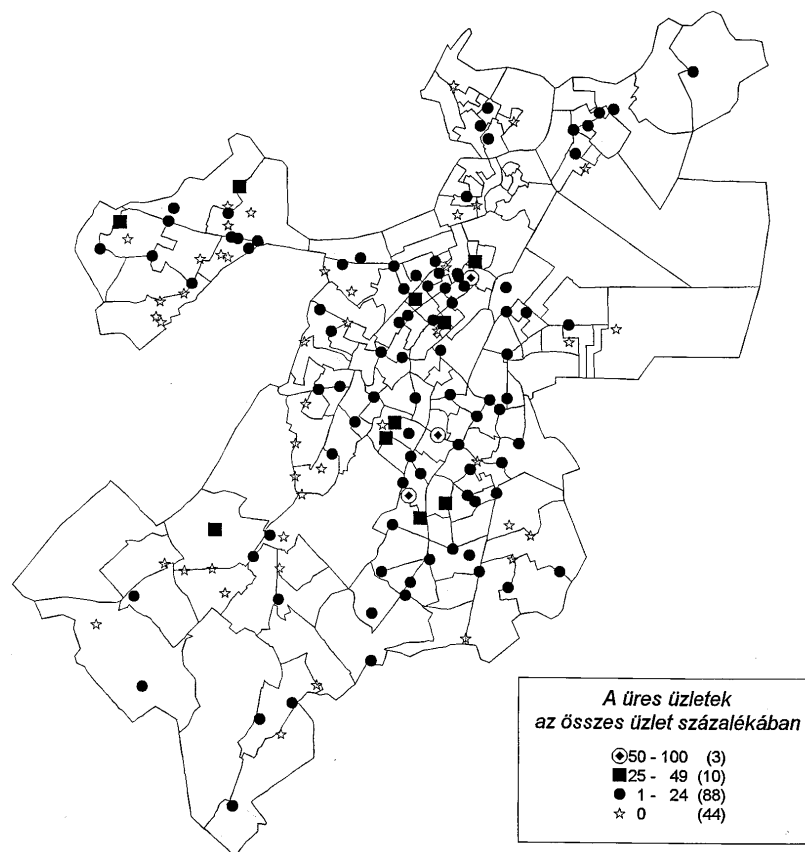 A üres üzletek
az összes üzlet százalékában
50 - 100 (3)
25 - 49 (10)
1 - 24 (88)
0 (44)